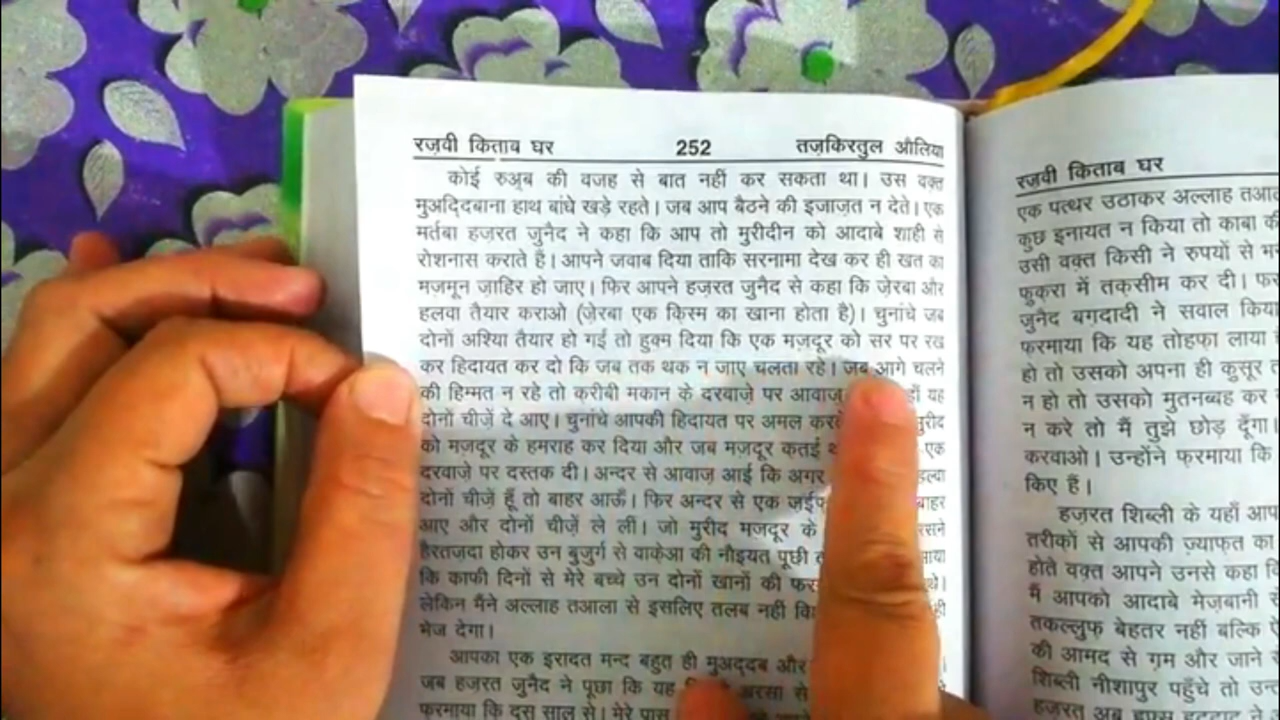 रज़वी किताब घर 252 तज़किरतुल औलिया
कोई रुअ्ब की वजह से बात नहीं कर सकता था। उस वक़्त
मुअद्दिबाना हाथ बांधे खड़े रहते। जब आप बैठने की इजाज़त न देते। एक
मर्तबा हज़रत जुनैद ने कहा कि आप तो मुरीदीन को आदाबे शाही से
रोशनास कराते है। आपने जवाब दिया ताकि सरनामा देख कर ही ख़त का
मज़मून ज़ाहिर हो जाए। फिर आपने हज़रत जुनैद से कहा कि ज़ेरबा और
हलवा तैयार कराओ (ज़ेरबा एक क़िस्म का खाना होता है)। चुनांचे जब
दोनों अश्यिा तैयार हो गई तो हुक्म दिया कि एक मज़दूर को सर पर रख
कर हिदायत कर दो कि जब तक थक न जाए चलता रहे। जब आगे चलने
की हिम्मत न रहे तो क़रीबी मकान के दरवाज़े पर आवाज़ यह
दोनों चीज़ें दे आए। चुनांचे आपकी हिदायत पर अमल
को मज़दूर के हमराह कर दिया और जब मज़दूर क़तई एक
दरवाज़े पर दस्तक दी। अन्दर से आवाज़ आई कि अगर
दोनों चीज़ें हूँ तो बाहर आऊँ। फिर अन्दर से एक बाहर
आए और दोनों चीज़ें ले लीं। जो मुरीद मज़दूर के
हैरतज़दा होकर उन बुजुर्ग से वाक़ेआ की नौइयत पूछी
कि काफी दिनों से मेरे बच्चे उन दोनों खानों की
लेकिन मैंने अल्लाह तआला से इसलिए तलब नहीं
भेज देगा।
आपका एक इरादत मन्द बहुत ही मुअद्दब और
जब हज़रत जुनैद ने पूछा कि यह अरसा से
फ़रमाया कि दस साल से। मेरे पास
रज़वी किताब घर
एक पत्थर उठाकर अल्लाह
कुछ इनायत न किया तो काबा
उसी वक़्त किसी ने रुपयों से
फुक़रा में तक़सीम कर दी।
जुनैद बग़दादी ने सवाल
फ़रमाया कि यह तोहफा लाया
हो तो उसको अपना ही कुसूर
न हो तो उसको मुतनब्बह कर
न करे तो मैं तुझे छोड़ दूँगा।
करवाओ। उन्होंने फ़रमाया कि
किए हैं।
हज़रत शिब्ली के यहाँ आप
तरीकों से आपकी ज़्याफ़त का
होते वक़्त आपने उनसे कहा
मैं आपको आदाबे मेज़बानी
तकल्लुफ़ बेहतर नहीं बल्कि
की आमद से ग़म और जाने
शिब्ली नीशापुर पहुँचे तो
हज़रत अबू हफ्स